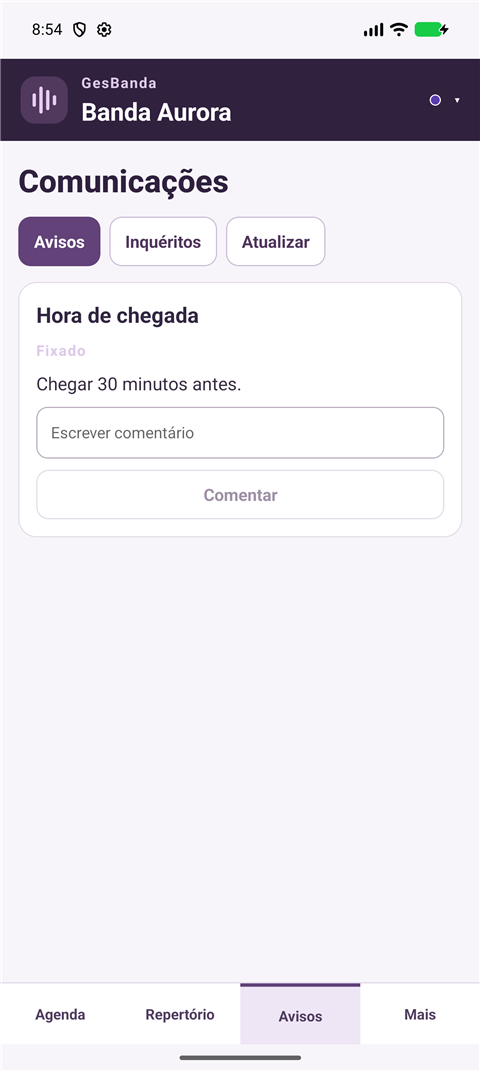 8:54
GesBanda
Banda Aurora
Comunicações
Avisos Inquéritos Atualizar
Hora de chegada
Fixado
Chegar 30 minutos antes.
Escrever comentário
Comentar
Agenda Repertório Avisos Mais